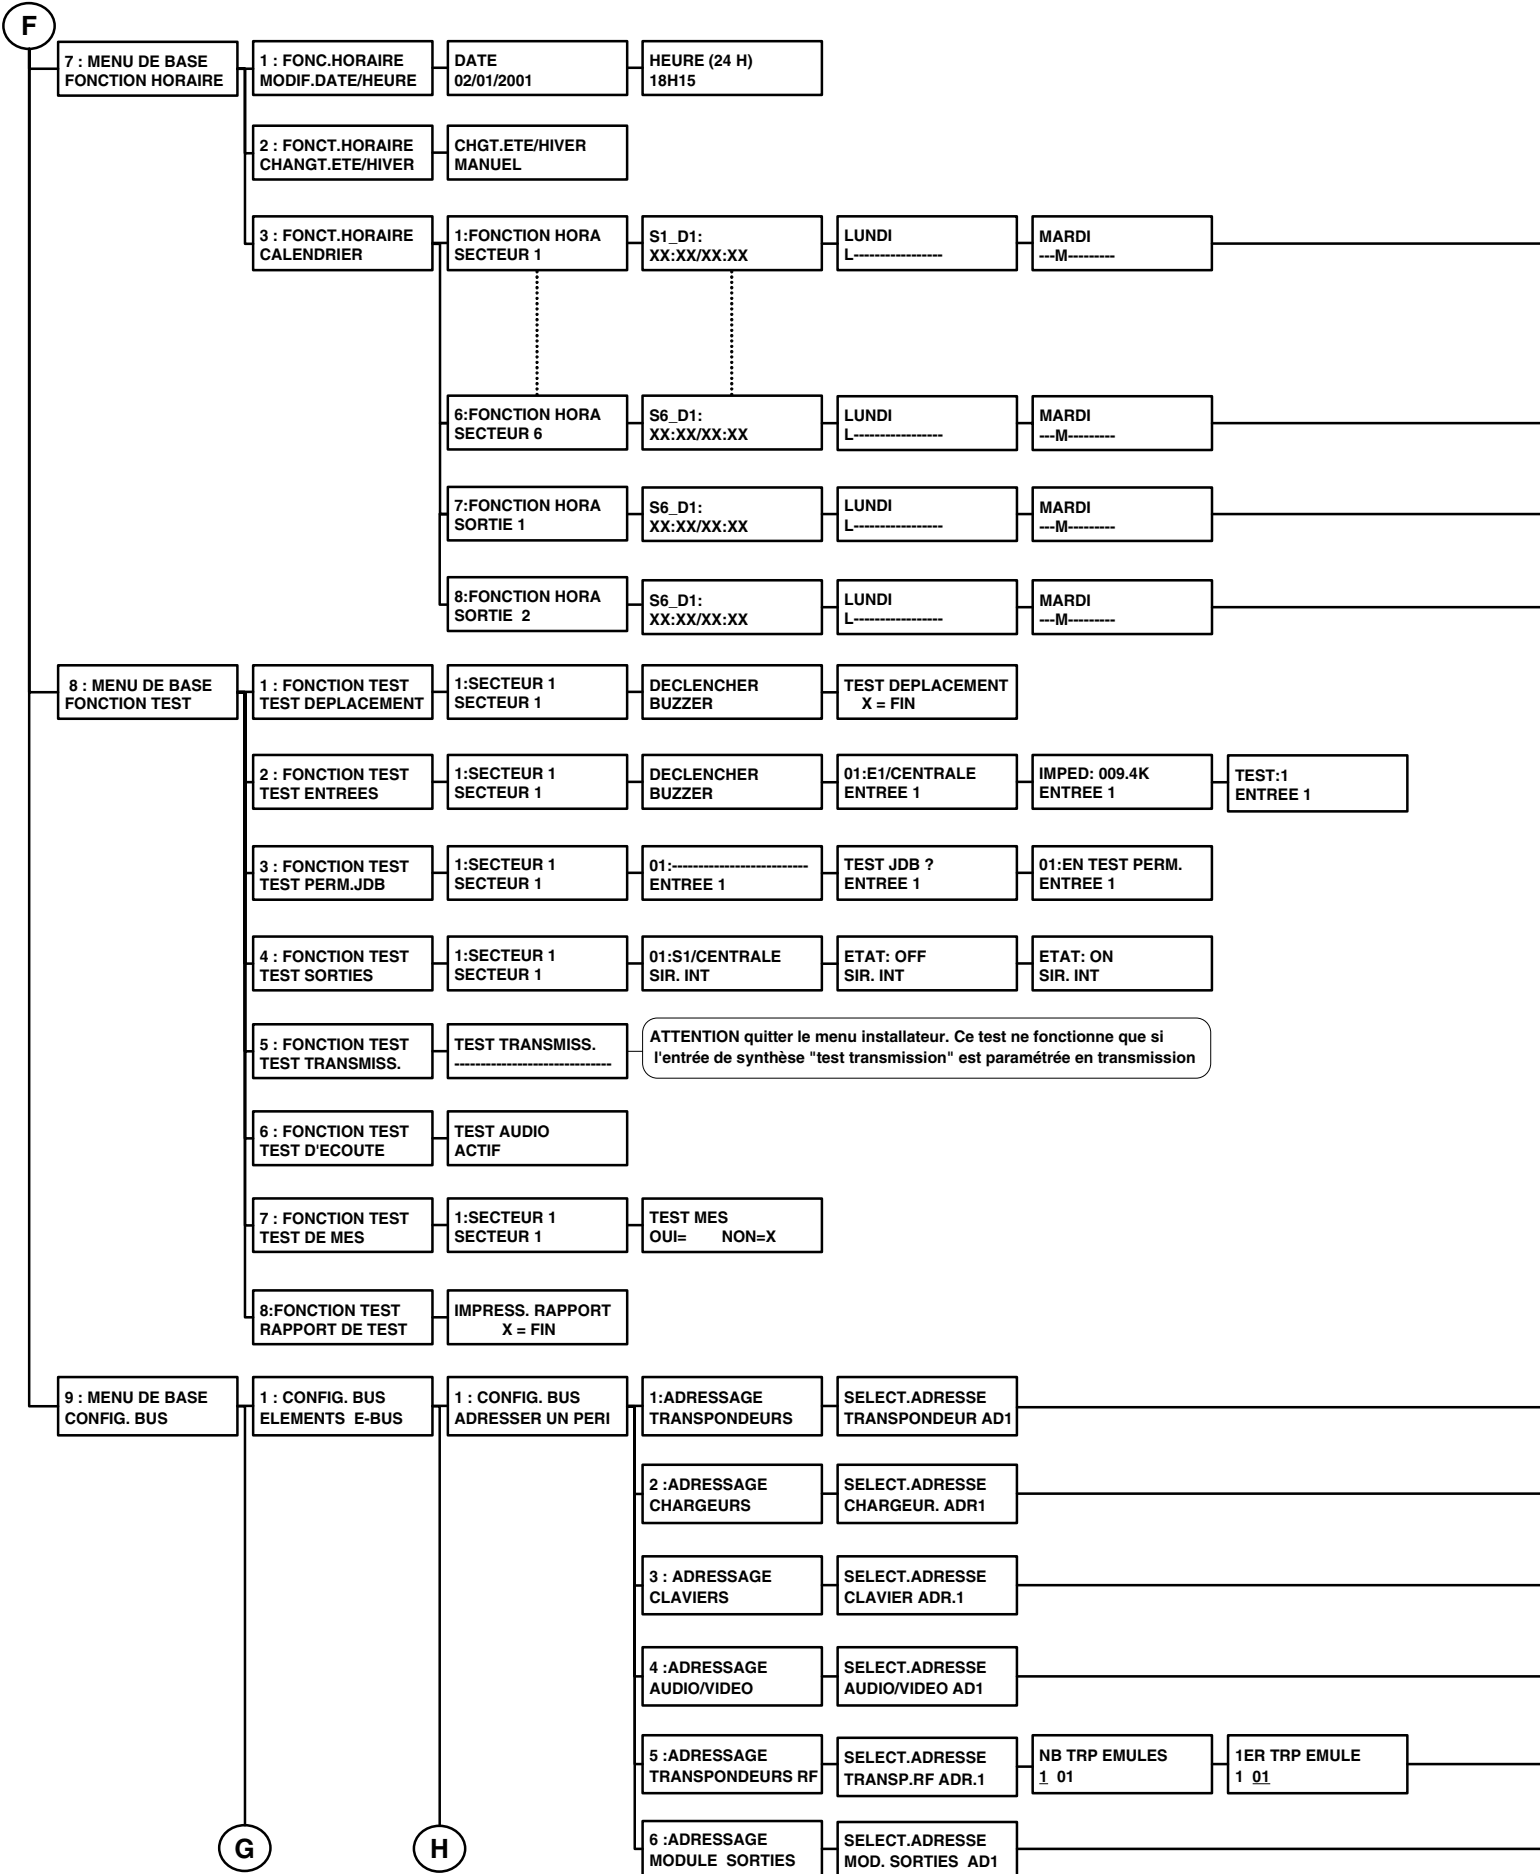 F
7 : MENU DE BASE
FONCTION HORAIRE
1 : FONC.HORAIRE
MODIF.DATE/HEURE
DATE
02/01/2001
HEURE (24 H)
18H15
2 : FONCT.HORAIRE
CHANGT.ETE/HIVER
CHGT.ETE/HIVER
MANUEL
3 : FONCT.HORAIRE
CALENDRIER
1:FONCTION HORA
SECTEUR 1
S1_D1:
XX:XX/XX:XX
LUNDI
L-----------------
MARDI
---M---------
6:FONCTION HORA
SECTEUR 6
S6_D1:
XX:XX/XX:XX
LUNDI
L-----------------
MARDI
---M---------
7:FONCTION HORA
SORTIE 1
S6_D1:
XX:XX/XX:XX
LUNDI
L-----------------
MARDI
---M---------
8:FONCTION HORA
SORTIE 2
S6_D1:
XX:XX/XX:XX
LUNDI
L-----------------
MARDI
---M---------
8 : MENU DE BASE
FONCTION TEST
1 : FONCTION TEST
TEST DEPLACEMENT
1:SECTEUR 1
SECTEUR 1
DECLENCHER
BUZZER
TEST DEPLACEMENT
X = FIN
2 : FONCTION TEST
TEST ENTREES
1:SECTEUR 1
SECTEUR 1
DECLENCHER
BUZZER
01:E1/CENTRALE
ENTREE 1
IMPED: 009.4K
ENTREE 1
TEST:1
ENTREE 1
3 : FONCTION TEST
TEST PERM.JDB
1:SECTEUR 1
SECTEUR 1
01:--------------------------
ENTREE 1
TEST JDB ?
ENTREE 1
01:EN TEST PERM.
ENTREE 1
4 : FONCTION TEST
TEST SORTIES
1:SECTEUR 1
SECTEUR 1
01:S1/CENTRALE
SIR. INT
ETAT: OFF
SIR. INT
ETAT: ON
SIR. INT
5 : FONCTION TEST
TEST TRANSMISS.
TEST TRANSMISS.
------------------------------
ATTENTION quitter le menu installateur. Ce test ne fonctionne que si
l'entrée de synthèse "test transmission" est paramétrée en transmission
6 : FONCTION TEST
TEST D'ECOUTE
TEST AUDIO
ACTIF
7 : FONCTION TEST
TEST DE MES
1:SECTEUR 1
SECTEUR 1
TEST MES
OUI= NON=X
8:FONCTION TEST
RAPPORT DE TEST
IMPRESS. RAPPORT
X = FIN
9 : MENU DE BASE
CONFIG. BUS
1 : CONFIG. BUS
ELEMENTS E-BUS
1 : CONFIG. BUS
ADRESSER UN PERI
1:ADRESSAGE
TRANSPONDEURS
SELECT.ADRESSE
TRANSPONDEUR AD1
2 :ADRESSAGE
CHARGEURS
SELECT.ADRESSE
CHARGEUR. ADR1
3 : ADRESSAGE
CLAVIERS
SELECT.ADRESSE
CLAVIER ADR.1
4 :ADRESSAGE
AUDIO/VIDEO
SELECT.ADRESSE
AUDIO/VIDEO AD1
5 :ADRESSAGE
TRANSPONDEURS RF
SELECT.ADRESSE
TRANSP.RF ADR.1
NB TRP EMULES
1 01
1ER TRP EMULE
1 01
6 :ADRESSAGE
MODULE SORTIES
SELECT.ADRESSE
MOD. SORTIES AD1
G
H